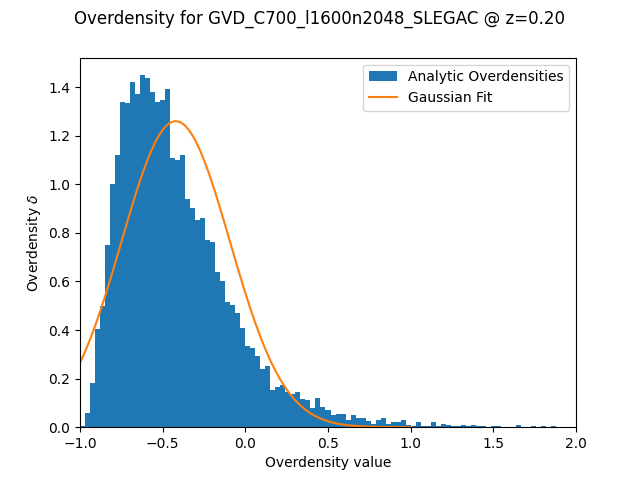 Overdensity for GVD_C700_l1600n2048_SLEGAC @ z=0.20
Analytic Overdensities
Gaussian Fit
Overdensity δ
1.4
1.2
1.0
0.8
0.6
0.4
0.2
0.0
−1.0 −0.5 0.0 0.5 1.0 1.5 2.0
Overdensity value